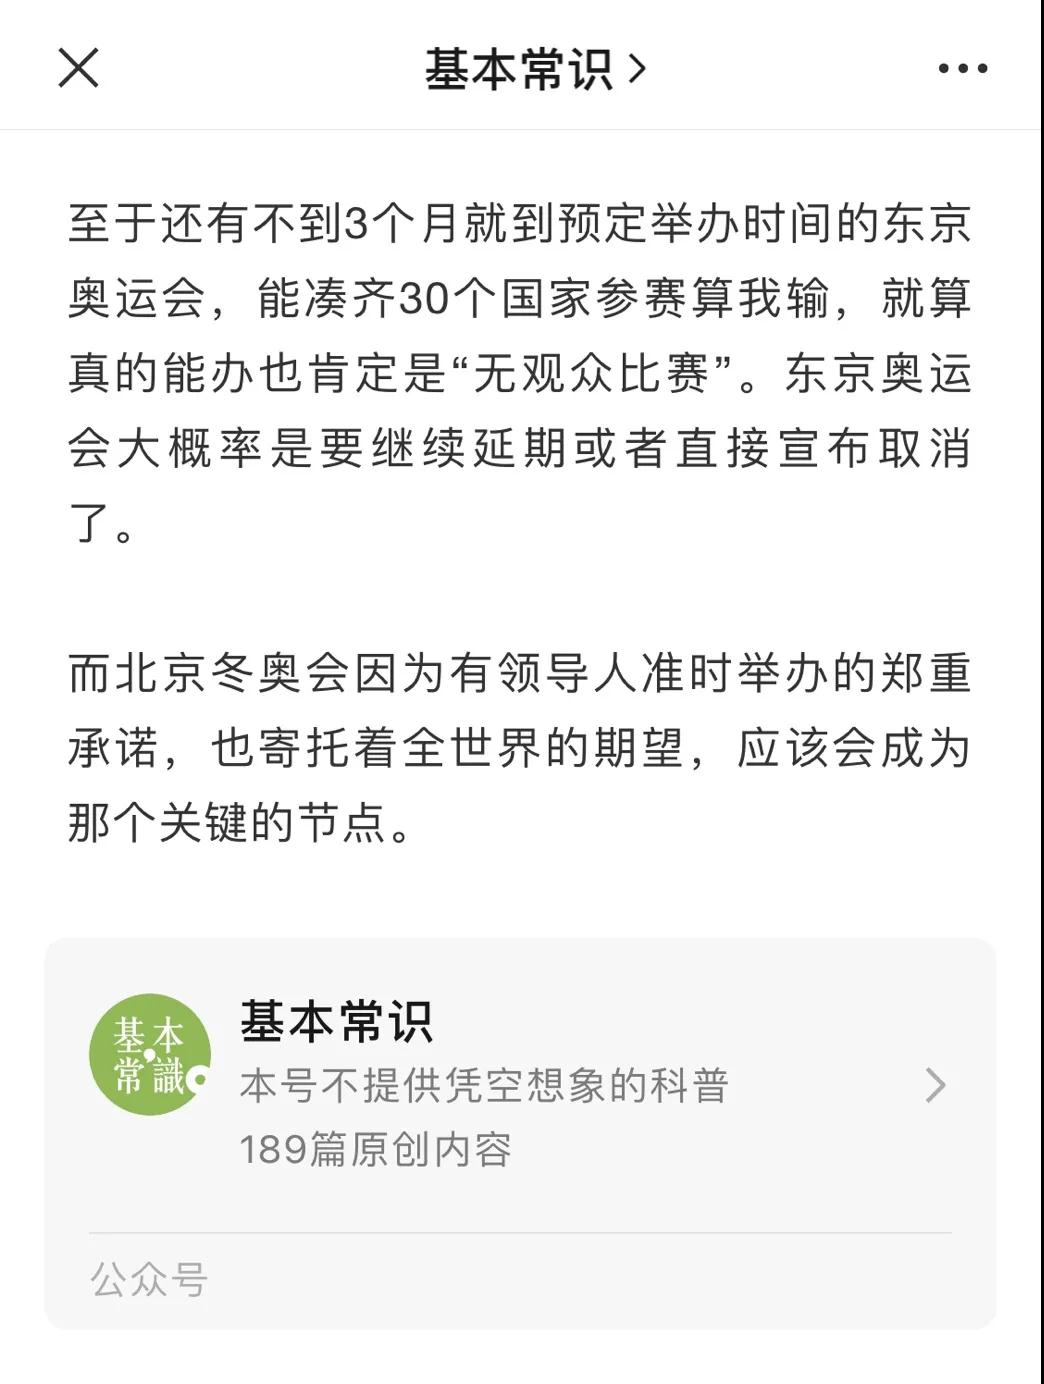 基本常识
至于还有不到3个月就到预定举办时间的东京
奥运会，能凑齐30个国家参赛算我输，就算
真的能办也肯定是“无观众比赛”。东京奥运
会大概率是要继续延期或者直接宣布取消
了。
而北京冬奥会因为有领导人准时举办的郑重
承诺，也寄托着全世界的期望，应该会成为
那个关键的节点。
基本
常識
基本常识
本号不提供凭空想象的科普
189篇原创内容
公众号